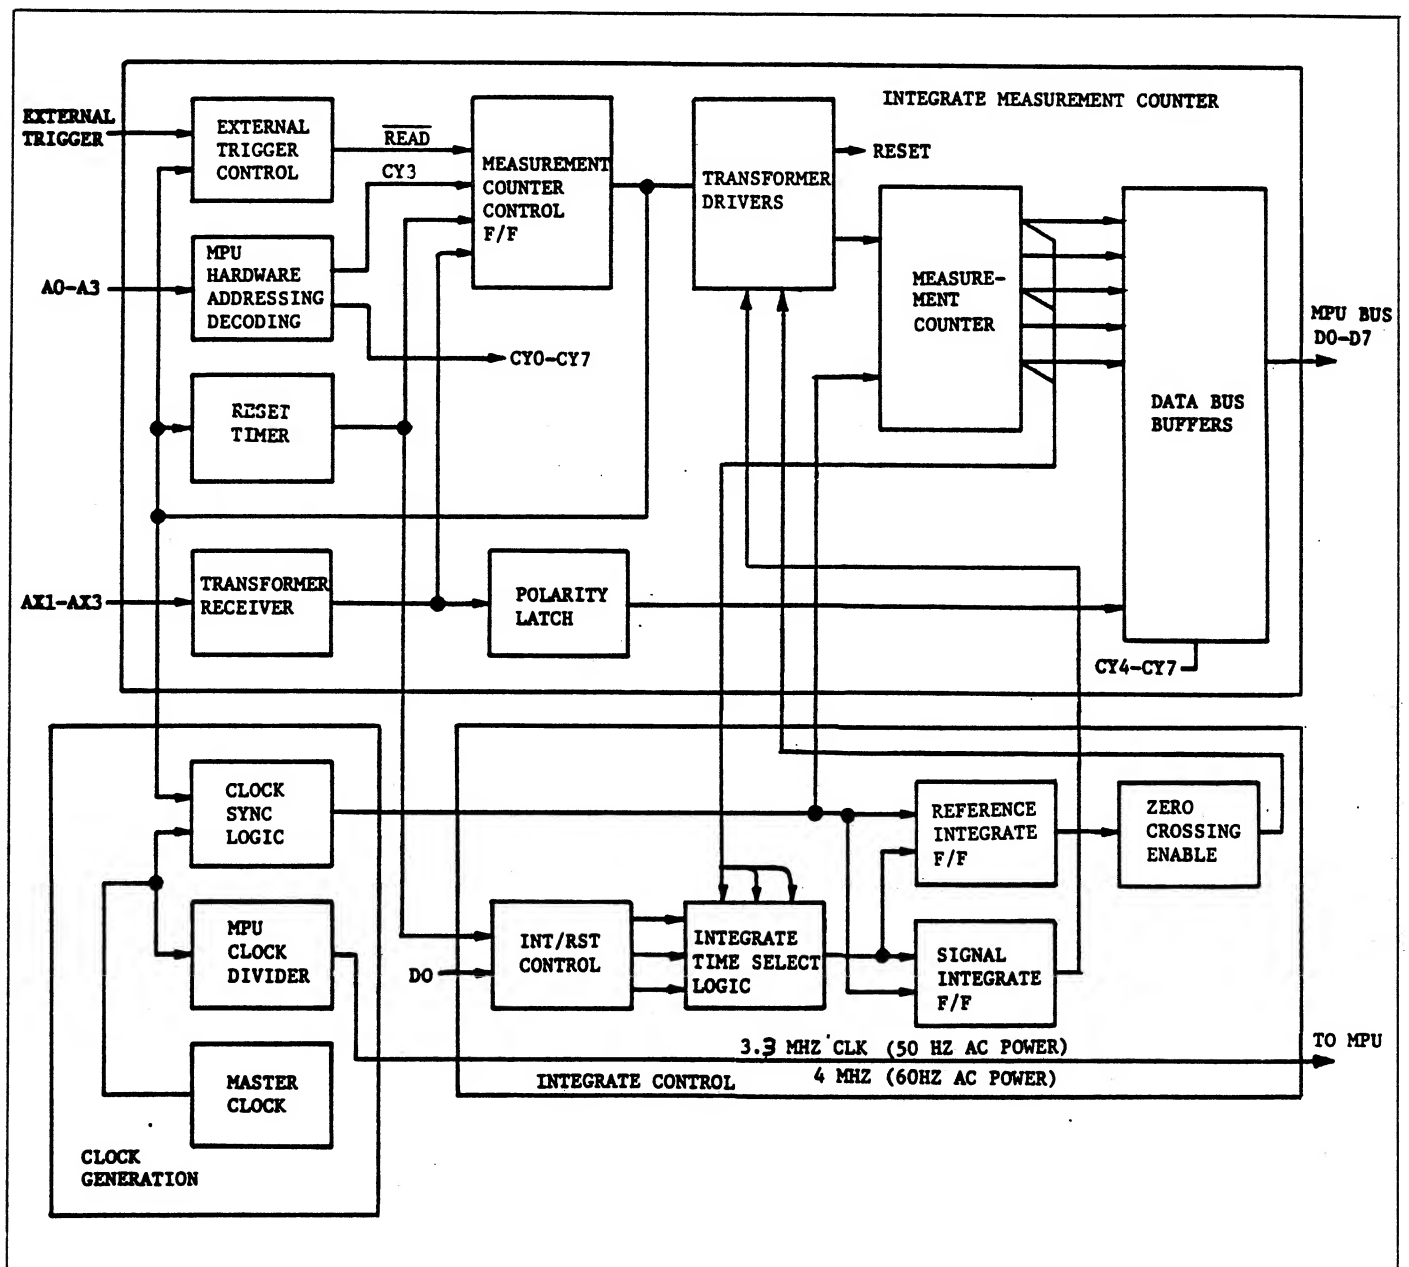 INTEGRATE MEASUREMENT COUNTER
EXTERNAL
TRIGGER
EXTERNAL
TRIGGER
CONTROL
READ
CY3
MEASUREMENT
COUNTER
CONTROL
F/F
TRANSFORMER
DRIVERS
RESET
MPU
HARDWARE
ADDRESSING
DECODING
A0-A3
CY0-CY7
MEASURE-
MENT
COUNTER
MPU BUS
D0-D7
DATA BUS
BUFFERS
RESET
TIMER
AX1-AX3
TRANSFORMER
RECEIVER
POLARITY
LATCH
CY4-CY7
CLOCK
SYNC
LOGIC
REFERENCE
INTEGRATE
F/F
ZERO
CROSSING
ENABLE
MPU
CLOCK
DIVIDER
DO
INT/RST
CONTROL
INTEGRATE
TIME SELECT
LOGIC
SIGNAL
INTEGRATE
F/F
3.3 MHZ CLK (50 HZ AC POWER)
TO MPU
4 MHZ (60HZ AC POWER)
INTEGRATE CONTROL
MASTER
CLOCK
CLOCK
GENERATION